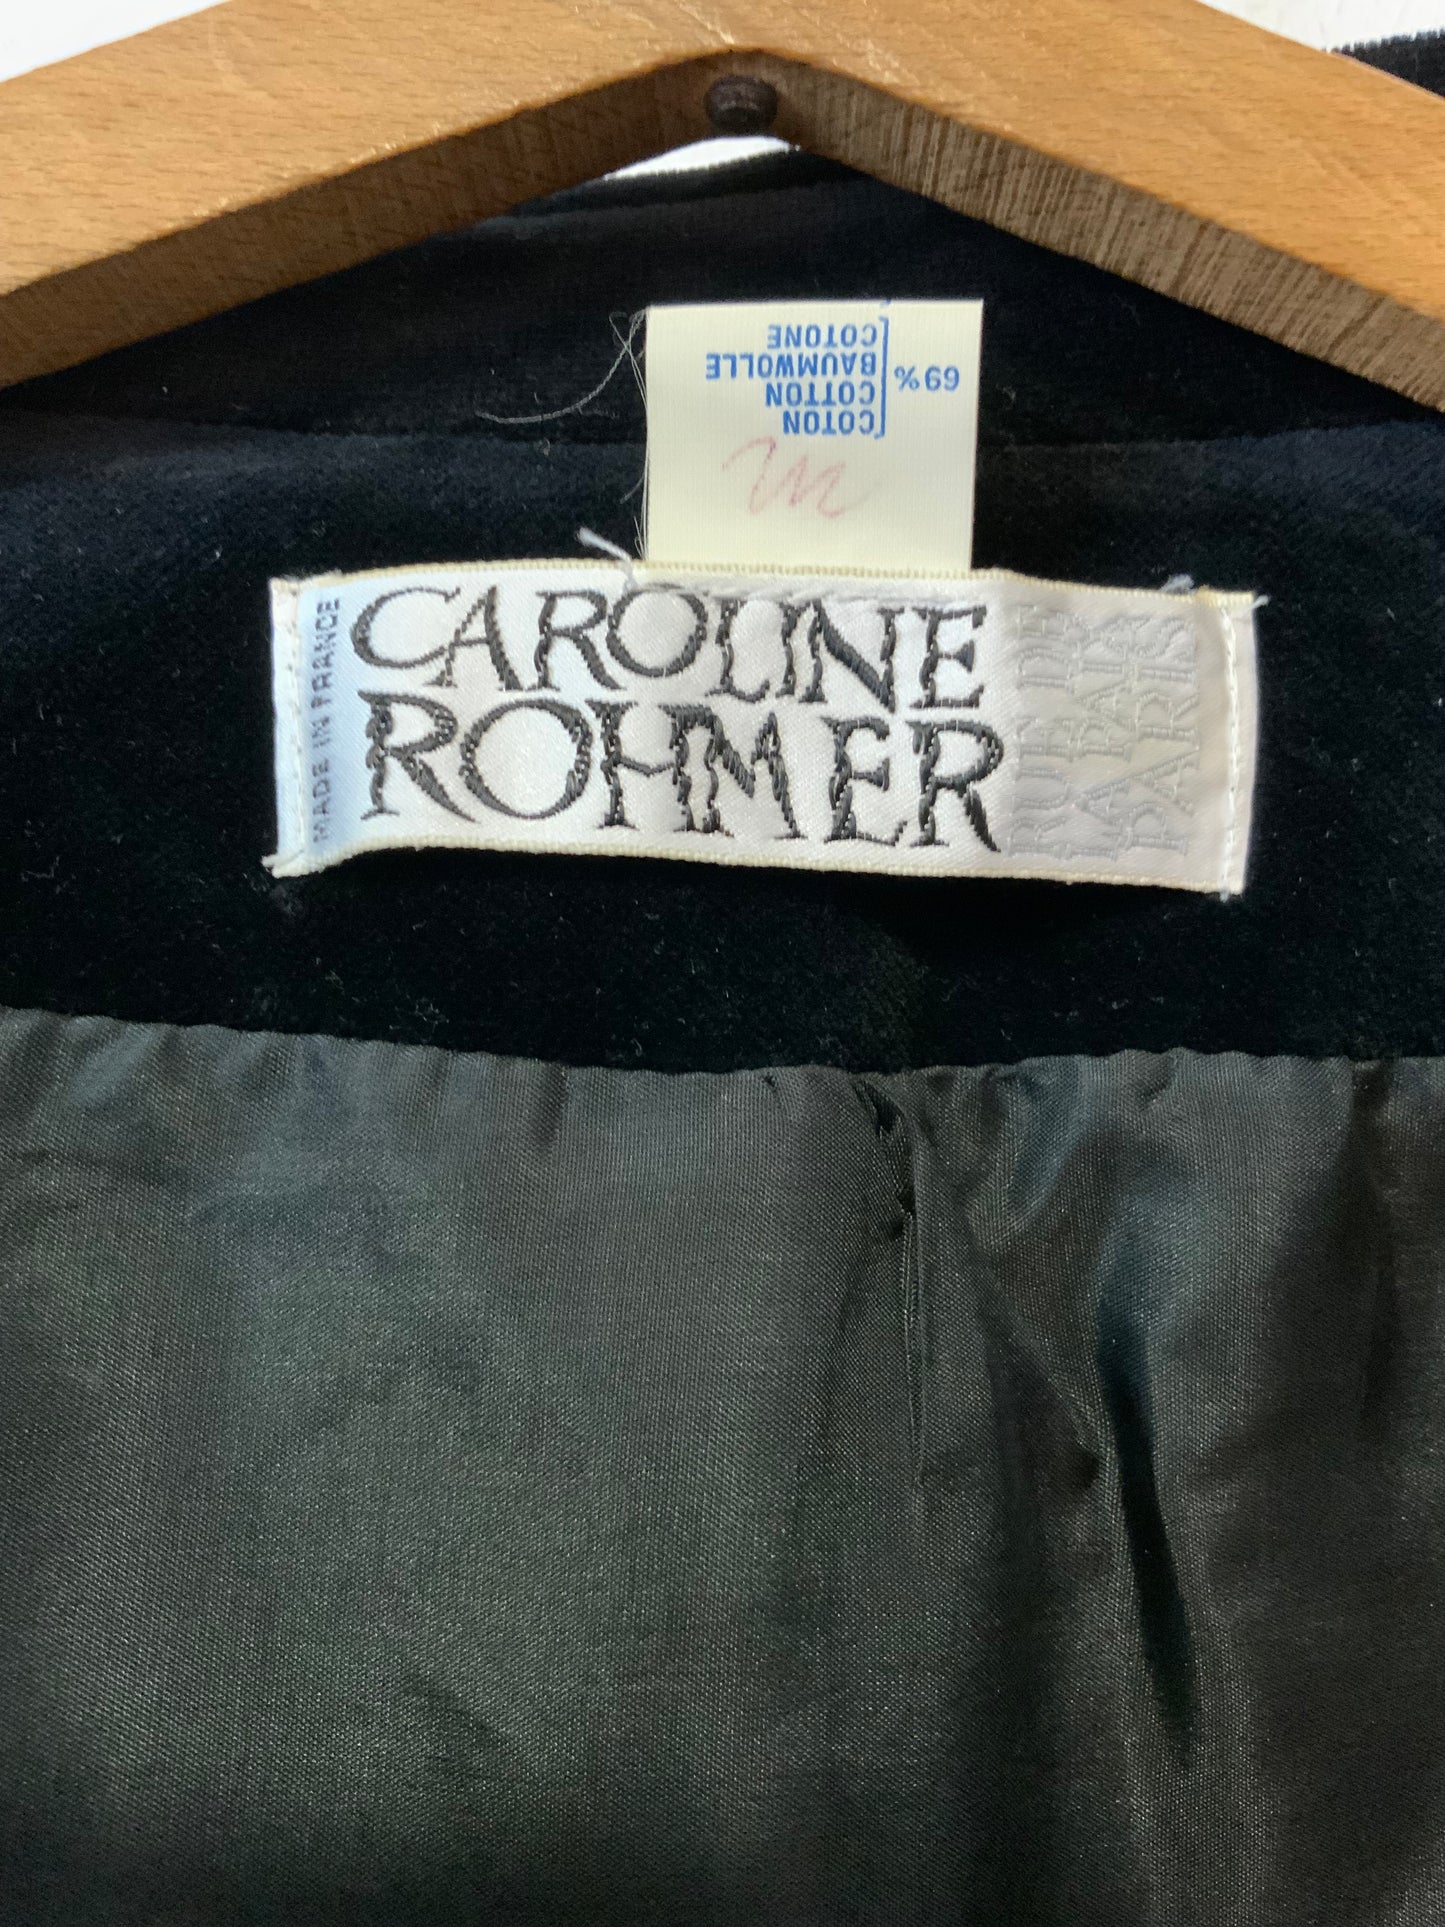 69%
COTON
COTTON
BAUMWOLLE
COTONE
m
MADE IN FRANCE
CAROLINE
ROHMER
RUE DE
LA PAIX
PARIS